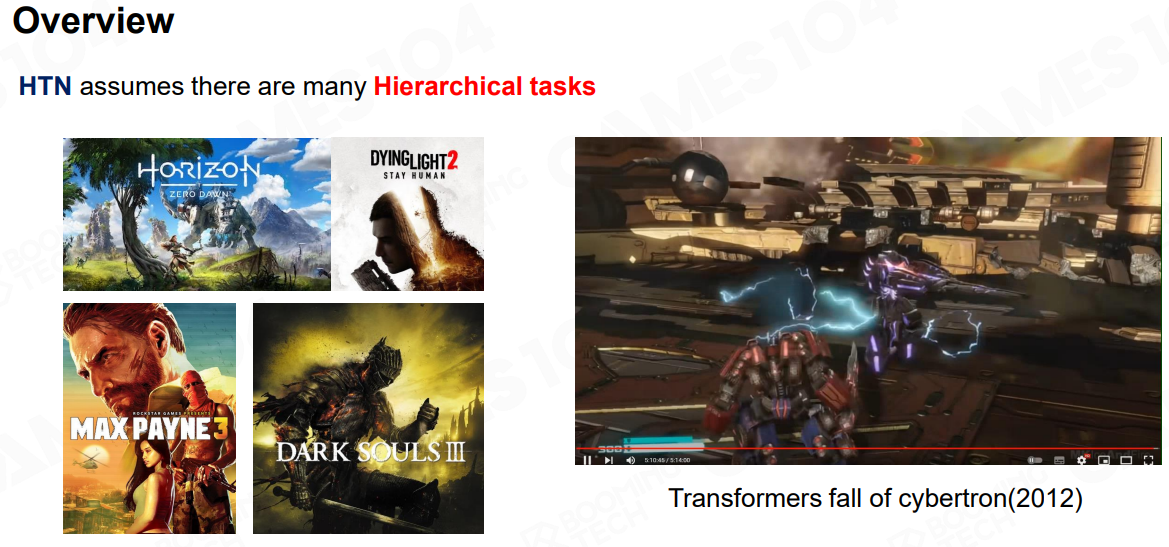 Overview
HTN assumes there are many Hierarchical tasks
HORIZON
ZERO DAWN
DYING LIGHT 2
STAY HUMAN
ROCKSTAR GAMES PRESENTS
MAX PAYNE 3
DARK SOULS III
5:10:45 / 5:14:00
Transformers fall of cybertron(2012)
GAMES104
BOOMING
TECH